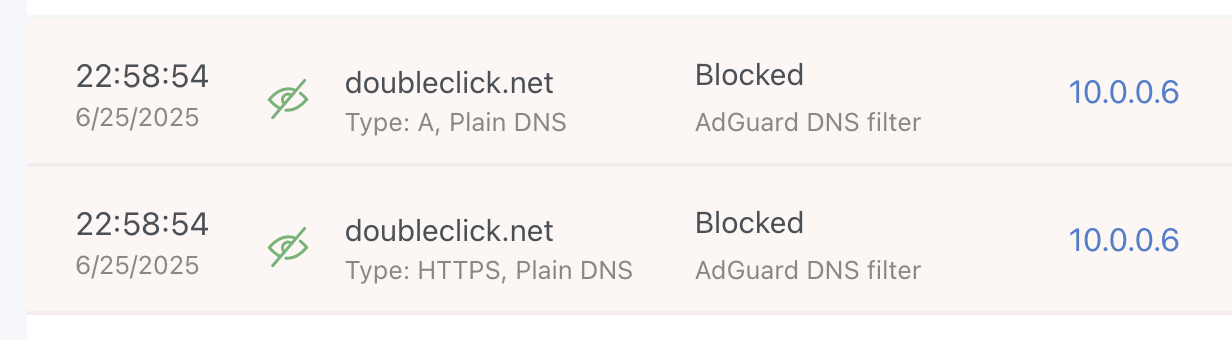 22:58:54
6/25/2025
doubleclick.net
Type: A, Plain DNS
Blocked
AdGuard DNS filter
10.0.0.6
22:58:54
6/25/2025
doubleclick.net
Type: HTTPS, Plain DNS
Blocked
AdGuard DNS filter
10.0.0.6